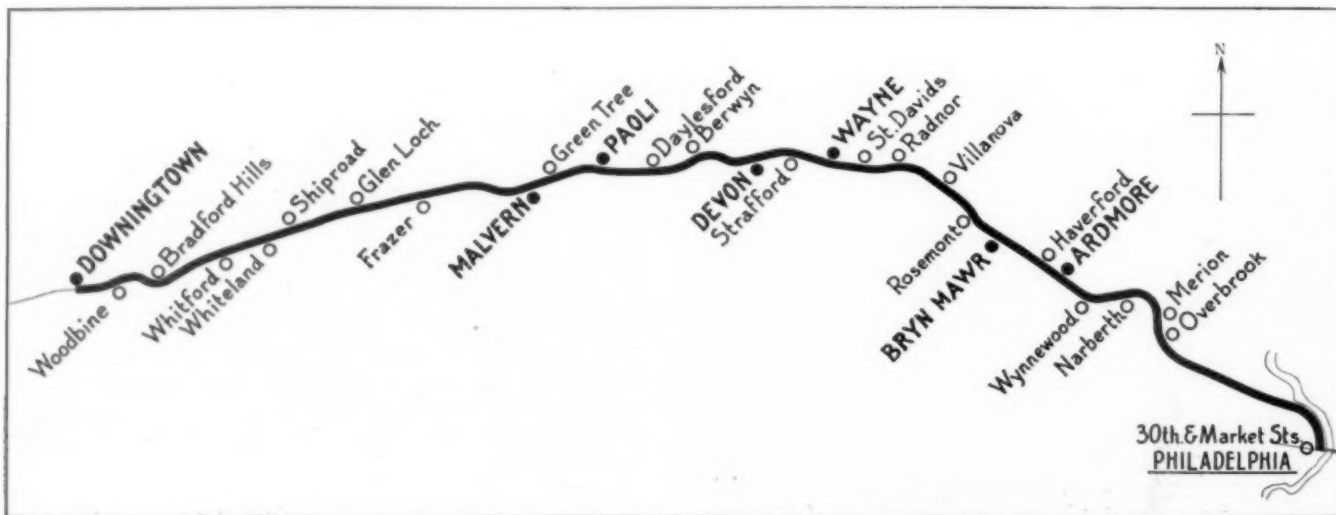 N
DOWNINGTOWN
Woodbine
Bradford Hills
Whitford
Whiteland
Shiproad
Glen Loch
Frazer
MALVERN
Green Tree
PAOLI
Daylesford
Berwyn
DEVON
Strafford
WAYNE
St. Davids
Radnor
Villanova
Rosemont
BRYN MAWR
Haverford
ARDMORE
Wynnewood
Narberth
Merion
Overbrook
30th. & Market Sts.
PHILADELPHIA